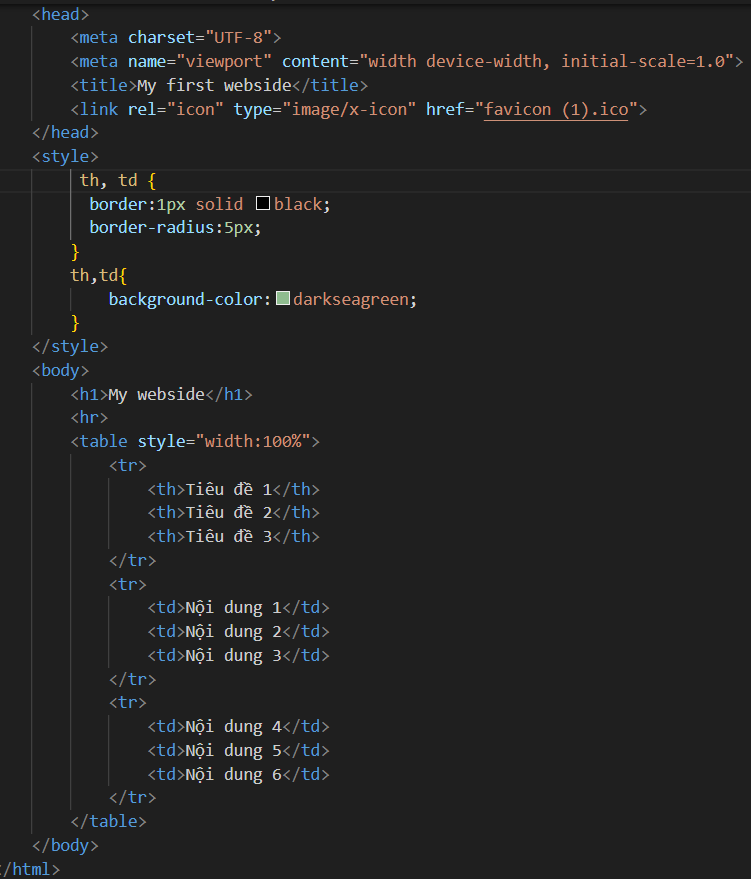 <head>
<meta charset="UTF-8">
<meta name="viewport" content="width device-width, initial-scale=1.0">
<title>My first webside</title>
<link rel="icon" type="image/x-icon" href="favicon (1).ico">
</head>
<style>
th, td {
border:1px solid black;
border-radius:5px;
}
th,td{
background-color:darkseagreen;
}
</style>
<body>
<h1>My webside</h1>
<hr>
<table style="width:100%">
<tr>
<th>Tiêu đề 1</th>
<th>Tiêu đề 2</th>
<th>Tiêu đề 3</th>
</tr>
<tr>
<td>Nội dung 1</td>
<td>Nội dung 2</td>
<td>Nội dung 3</td>
</tr>
<tr>
<td>Nội dung 4</td>
<td>Nội dung 5</td>
<td>Nội dung 6</td>
</tr>
</table>
</body>
/html>